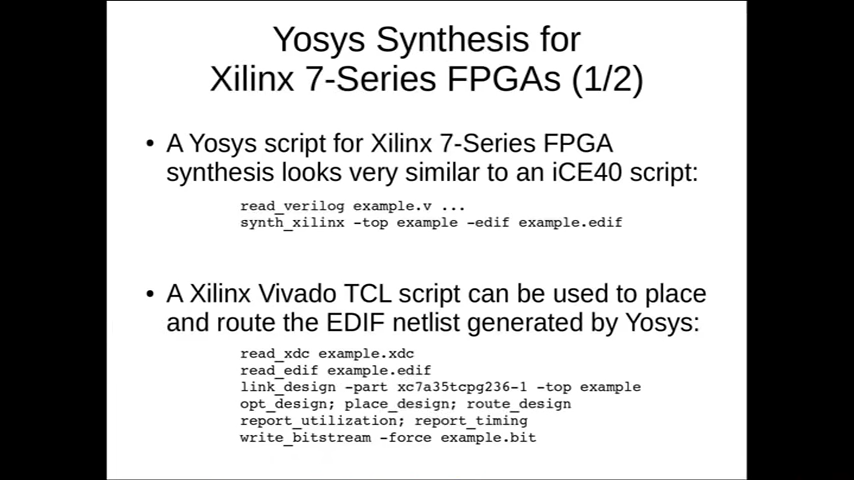 Yosys Synthesis for
Xilinx 7-Series FPGAs (1/2)
• A Yosys script for Xilinx 7-Series FPGA
synthesis looks very similar to an iCE40 script:
read_verilog example.v ...
synth_xilinx -top example -edif example.edif
• A Xilinx Vivado TCL script can be used to place
and route the EDIF netlist generated by Yosys:
read_xdc example.xdc
read_edif example.edif
link_design -part xc7a35tcpg236-1 -top example
opt_design; place_design; route_design
report_utilization; report_timing
write_bitstream -force example.bit